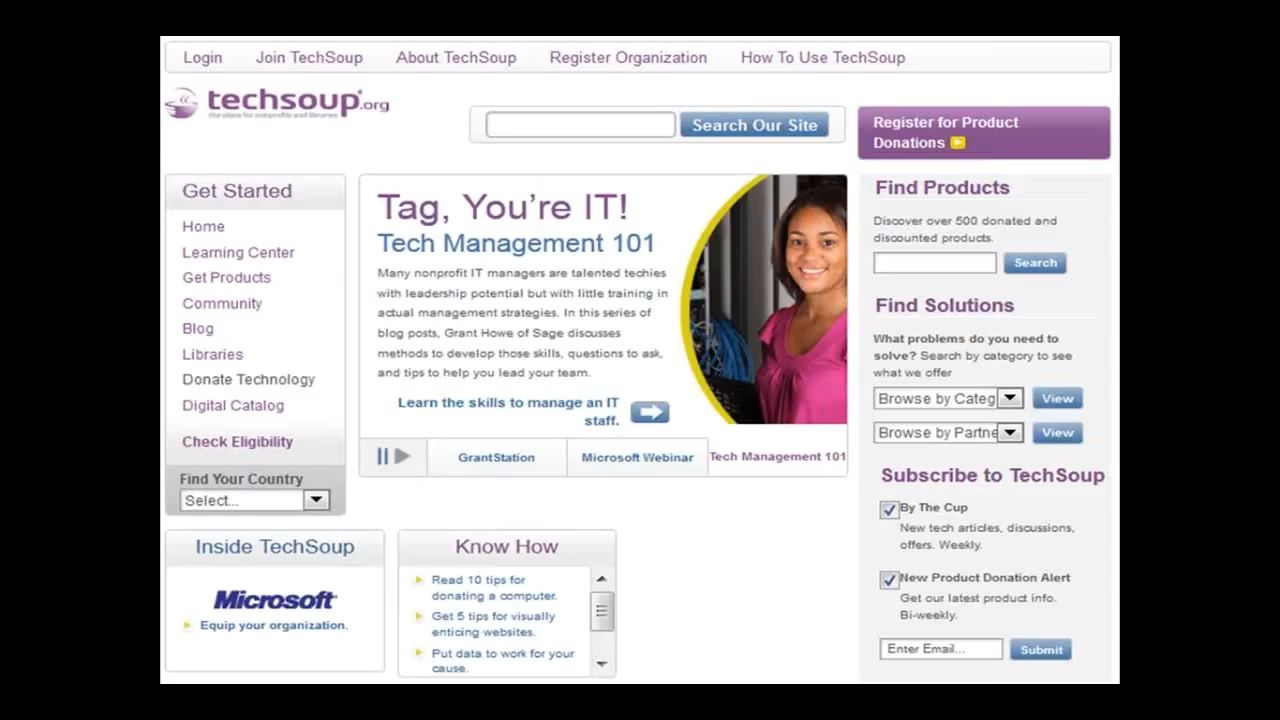 Login Join TechSoup About TechSoup Register Organization How To Use TechSoup
techsoup.org
the place for nonprofits and libraries
Search Our Site
Register for Product
Donations
Get Started
Home
Learning Center
Get Products
Community
Blog
Libraries
Donate Technology
Digital Catalog
Check Eligibility
Find Your Country
Select...
Tag, You're IT!
Tech Management 101
Many nonprofit IT managers are talented techies
with leadership potential but with little training in
actual management strategies. In this series of
blog posts, Grant Howe of Sage discusses
methods to develop those skills, questions to ask,
and tips to help you lead your team.
Learn the skills to manage an IT
staff.
GrantStation Microsoft Webinar Tech Management 101
Find Products
Discover over 500 donated and
discounted products.
Search
Find Solutions
What problems do you need to
solve? Search by category to see
what we offer
Browse by Categ View
Browse by Partne View
Subscribe to TechSoup
By The Cup
New tech articles, discussions,
offers. Weekly.
New Product Donation Alert
Get our latest product info.
Bi-weekly.
Enter Email... Submit
Inside TechSoup
Microsoft
Equip your organization.
Know How
Read 10 tips for
donating a computer.
Get 5 tips for visually
enticing websites.
Put data to work for your
cause.